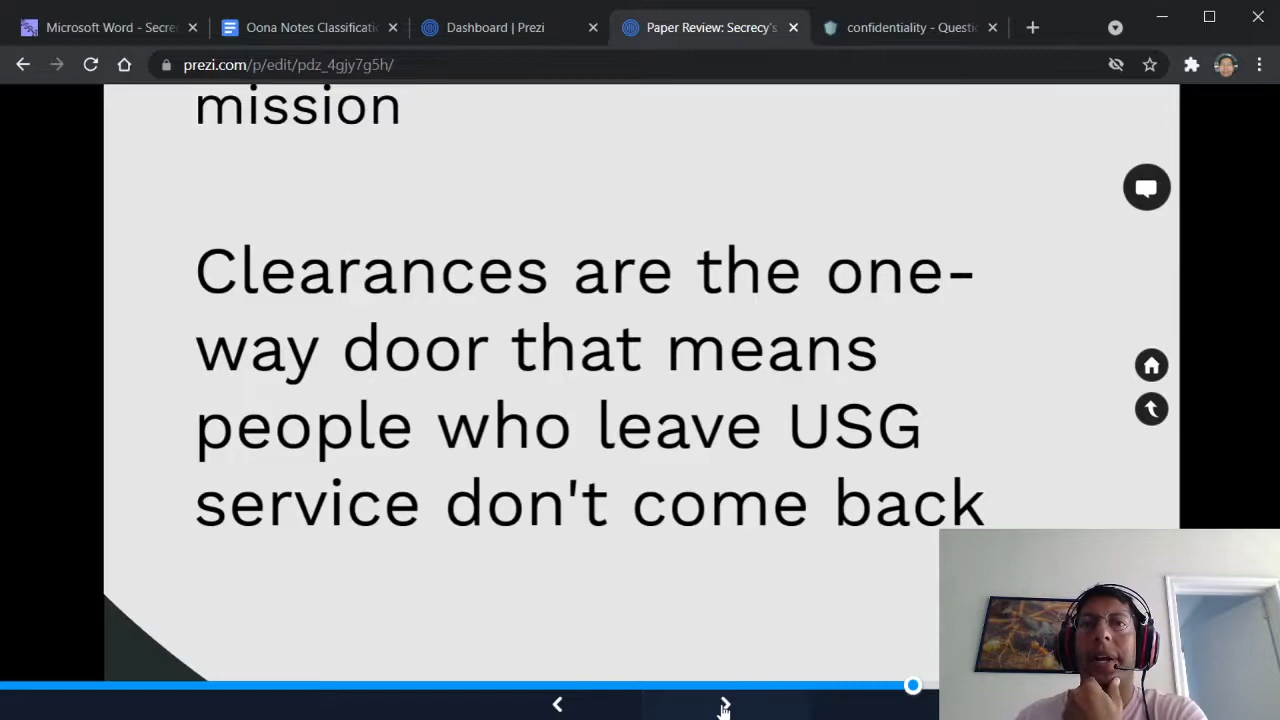 Microsoft Word - Secre
Oona Notes Classificati
Dashboard | Prezi
Paper Review: Secrecy's
confidentiality - Questic
prezi.com/p/edit/pdz_4gjy7g5h/
mission
Clearances are the one-
way door that means
people who leave USG
service don't come back